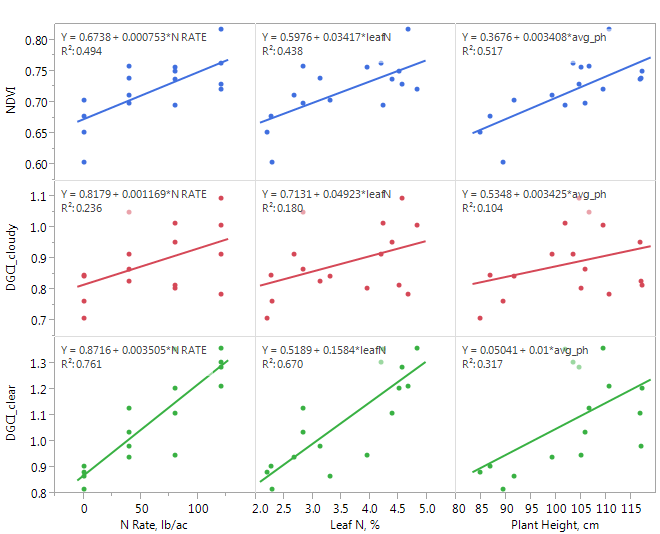 Y = 0.6738 + 0.000753*N RATE
R²: 0.494
Y = 0.5976 + 0.03417*leafN
R²: 0.438
Y = 0.3676 + 0.003408*avg_ph
R²: 0.517
0.80
0.75
0.70
0.65
0.60
NDVI
Y = 0.8179 + 0.001169*N RATE
R²: 0.236
Y = 0.7131 + 0.04923*leafN
R²: 0.180
Y = 0.5348 + 0.003425*avg_ph
R²: 0.104
1.1
1.0
0.9
0.8
0.7
DGCI_cloudy
Y = 0.8716 + 0.003505*N RATE
R²: 0.761
Y = 0.5189 + 0.1584*leafN
R²: 0.670
Y = 0.05041 + 0.01*avg_ph
R²: 0.317
1.3
1.2
1.1
1.0
0.9
0.8
DGCI_clear
0 50 100
2.0 2.5 3.0 3.5 4.0 4.5 5.0
80 85 90 95 100 105 110 115
N Rate, lb/ac
Leaf N, %
Plant Height, cm